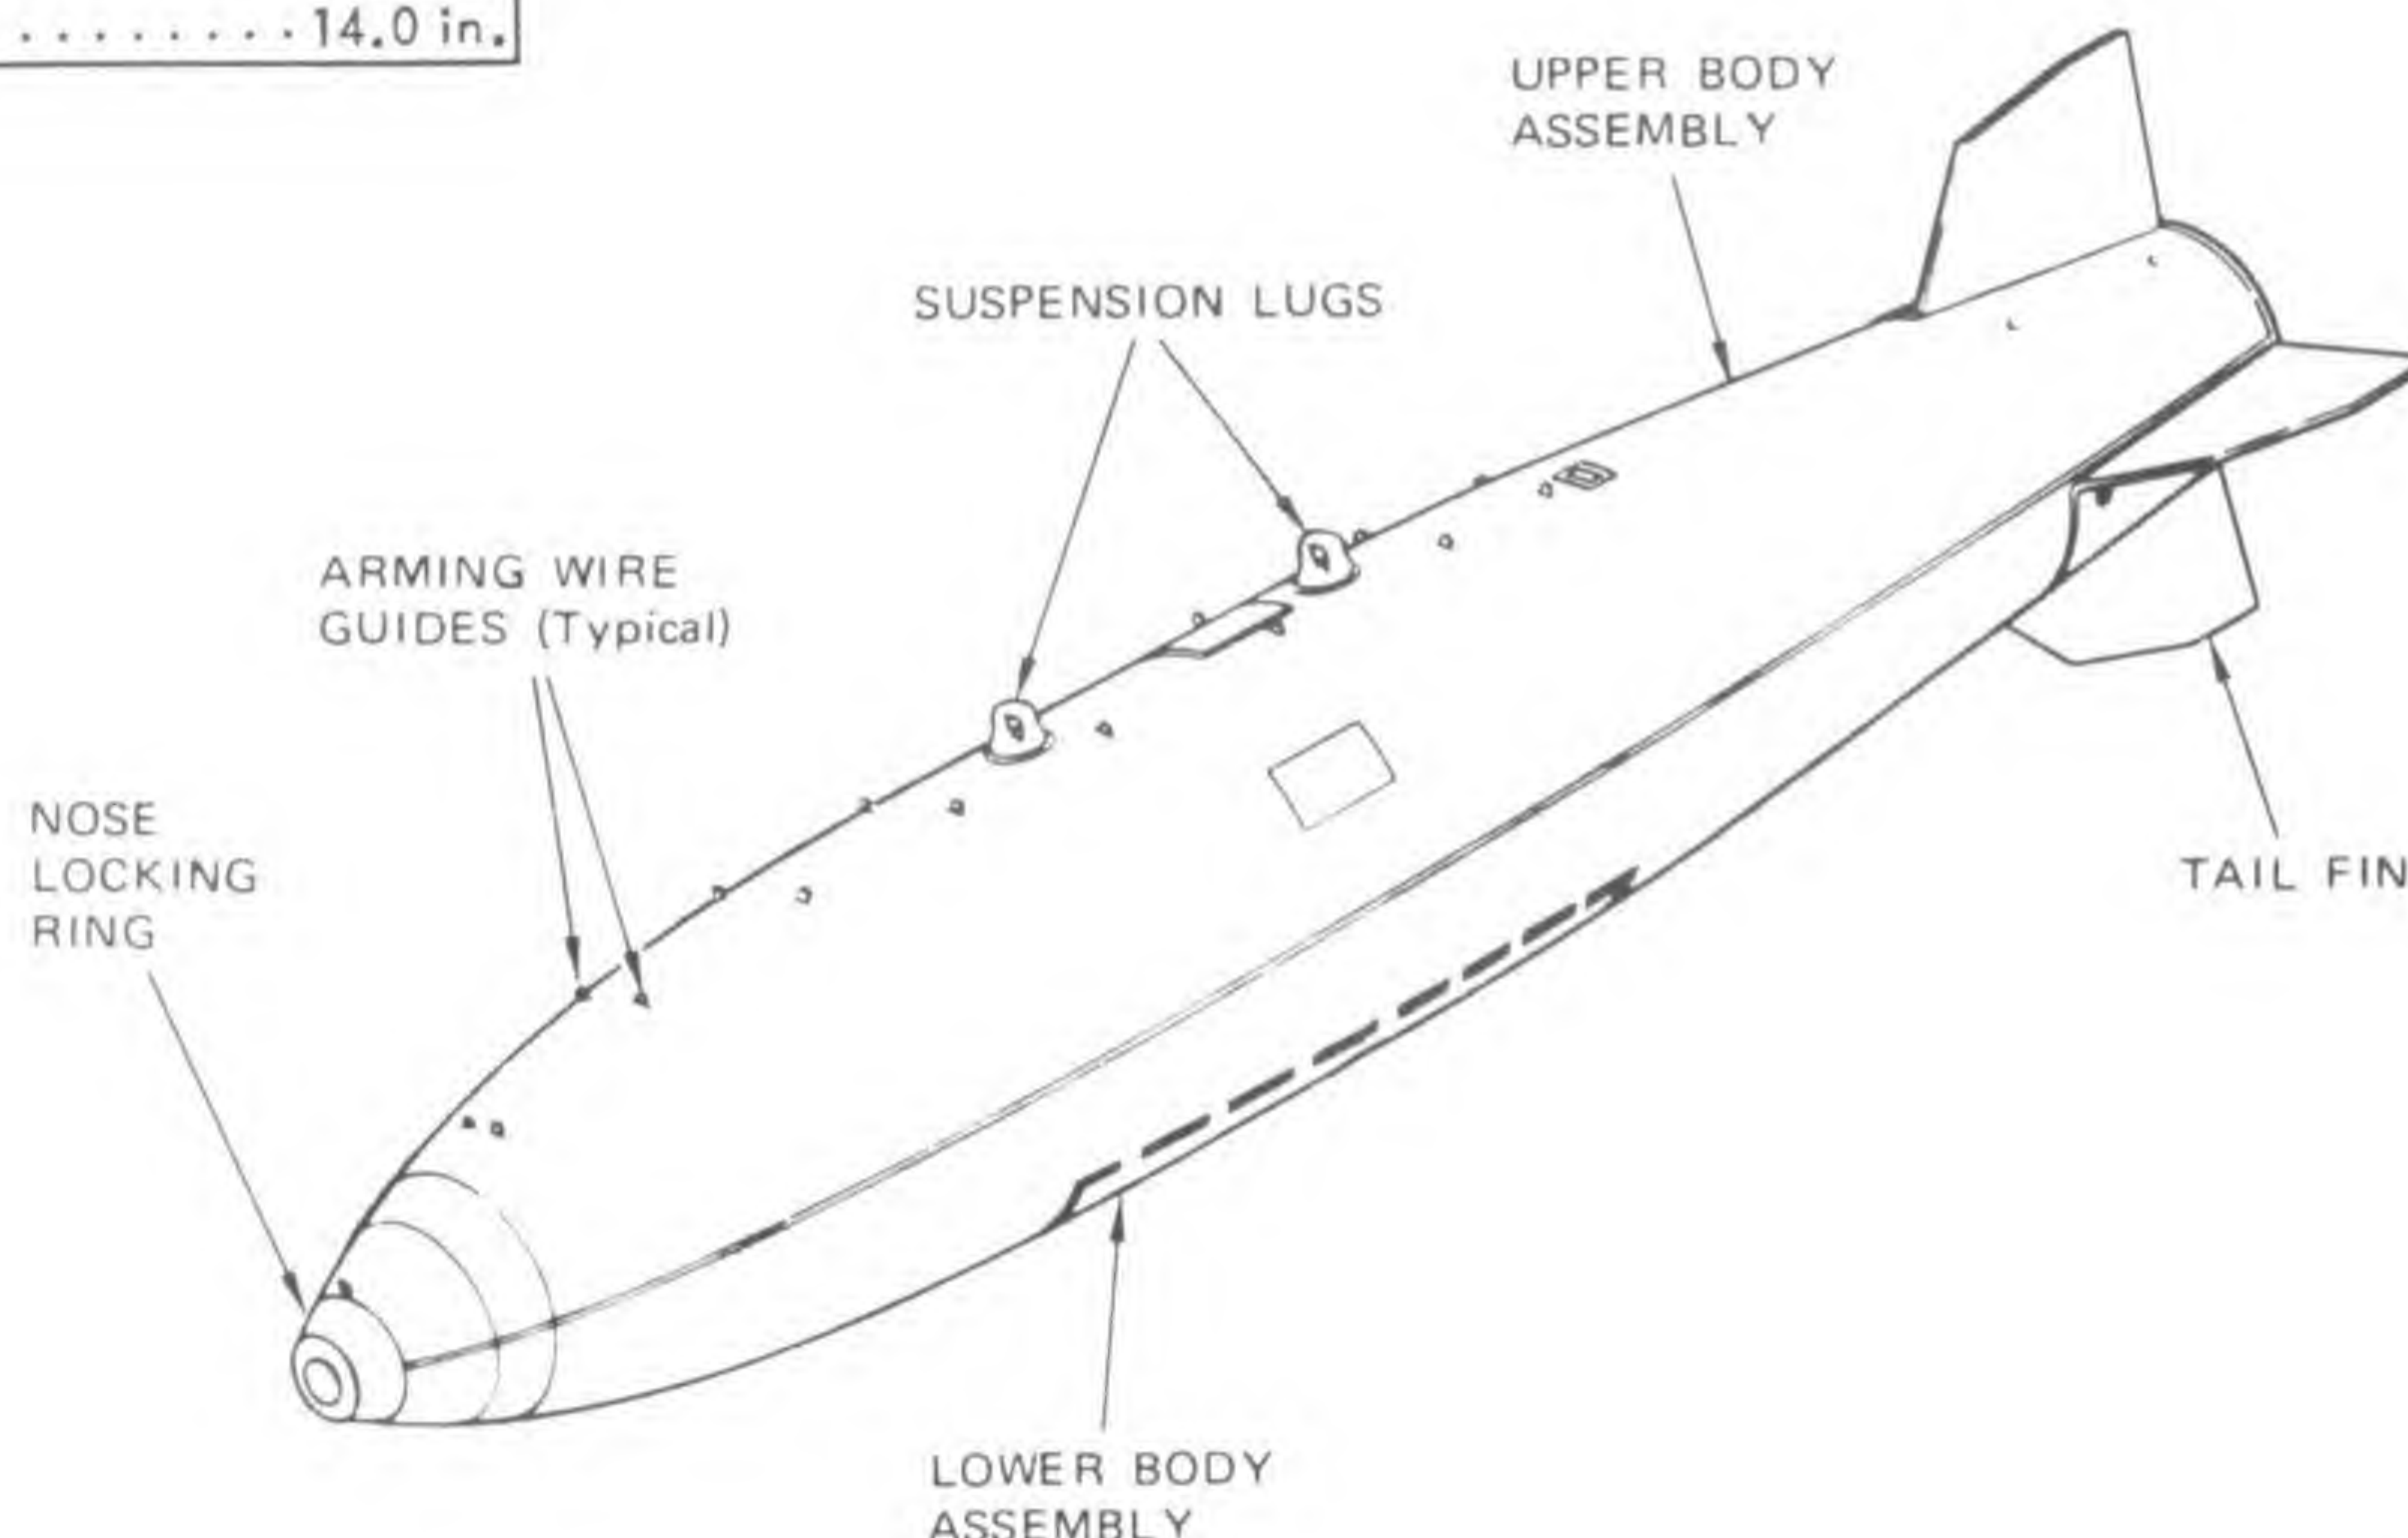 ........14.0 in.
UPPER BODY
ASSEMBLY
SUSPENSION LUGS
ARMING WIRE
GUIDES (Typical)
NOSE
LOCKING
RING
TAIL FIN
LOWER BODY
ASSEMBLY